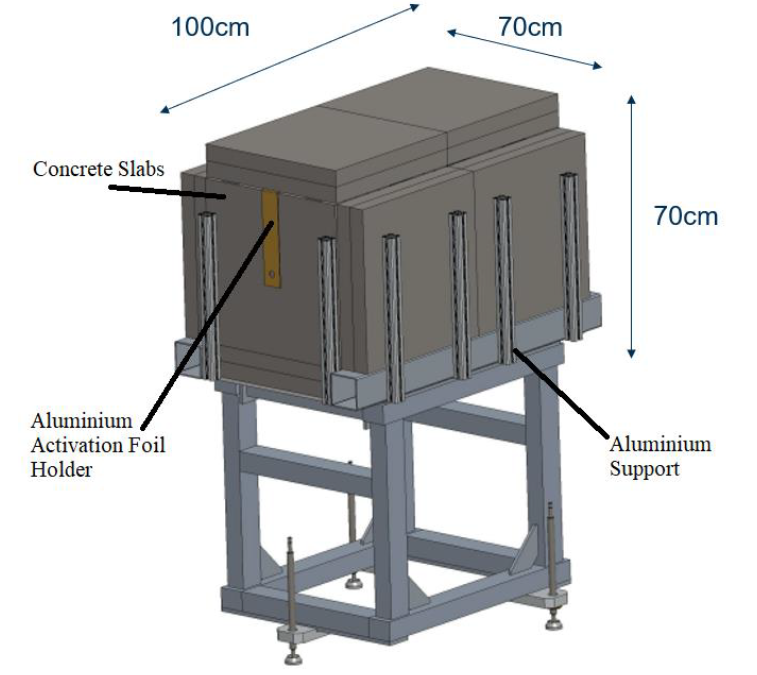 100cm
70cm
Concrete Slabs
70cm
Aluminium
Activation Foil
Holder
Aluminium
Support